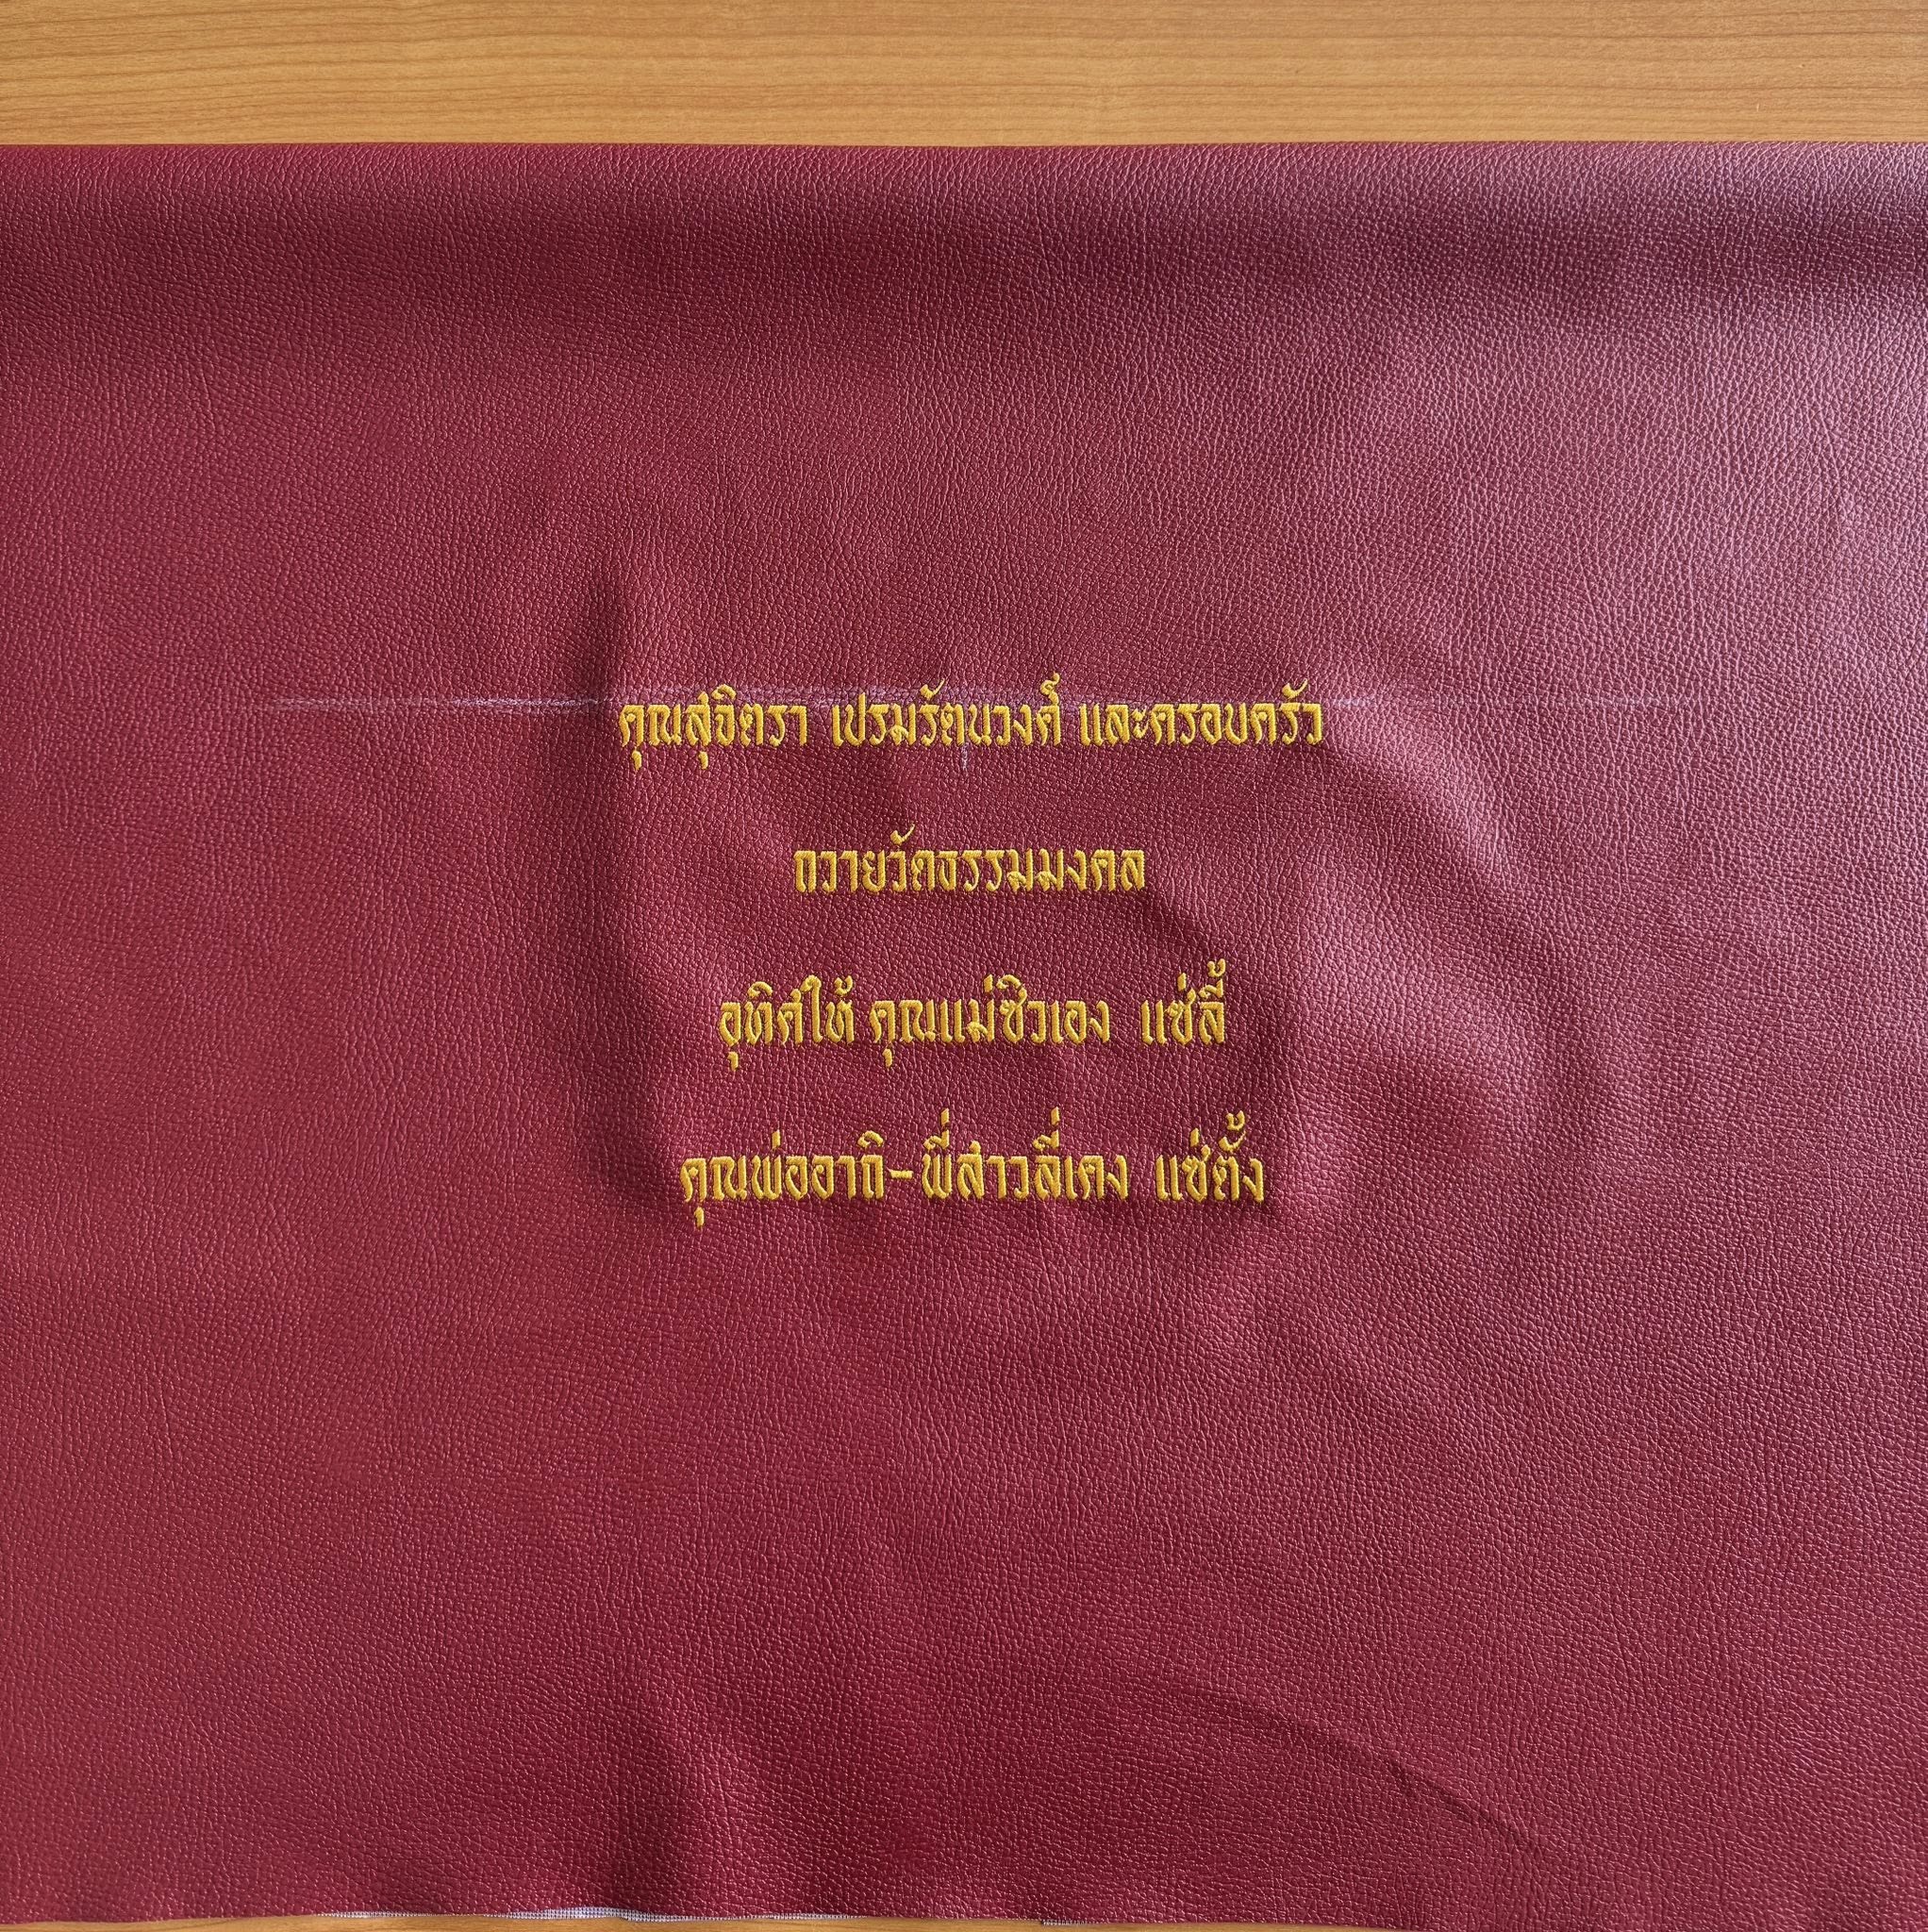 คุณสุจิตรา เปรมรัตนวงศ์ และครอบครัว
ถวายวัดธรรมมงคล
อุทิศให้ คุณแม่ซิวเอง แซ่ลี้
คุณพ่ออากิ-พี่สาวลี่เคง แซ่ตั้ง